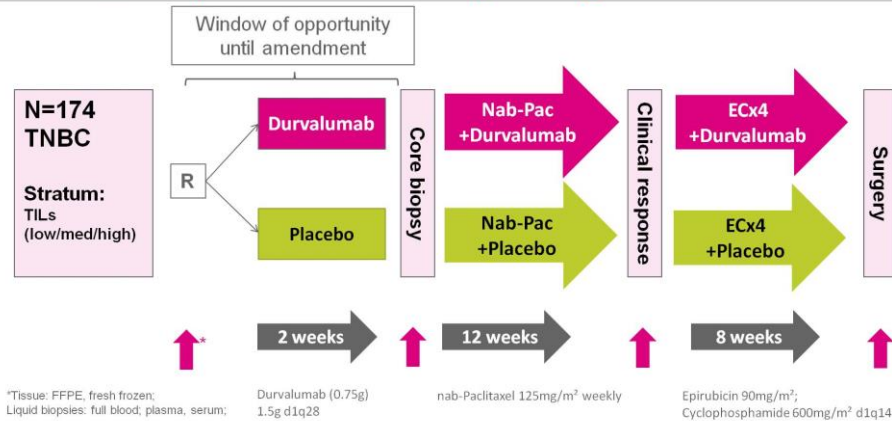 Window of opportunity
until amendment
N=174
TNBC
Stratum:
TILs
(low/med/high)
R
Durvalumab
Placebo
Core biopsy
Nab-Pac
+Durvalumab
Nab-Pac
+Placebo
Clinical response
ECx4
+Durvalumab
ECx4
+Placebo
Surgery
*
2 weeks
12 weeks
8 weeks
*Tissue: FFPE, fresh frozen;
Liquid biopsies: full blood; plasma, serum;
Durvalumab (0.75g)
1.5g d1q28
nab-Paclitaxel 125mg/m² weekly
Epirubicin 90mg/m²;
Cyclophosphamide 600mg/m² d1q14